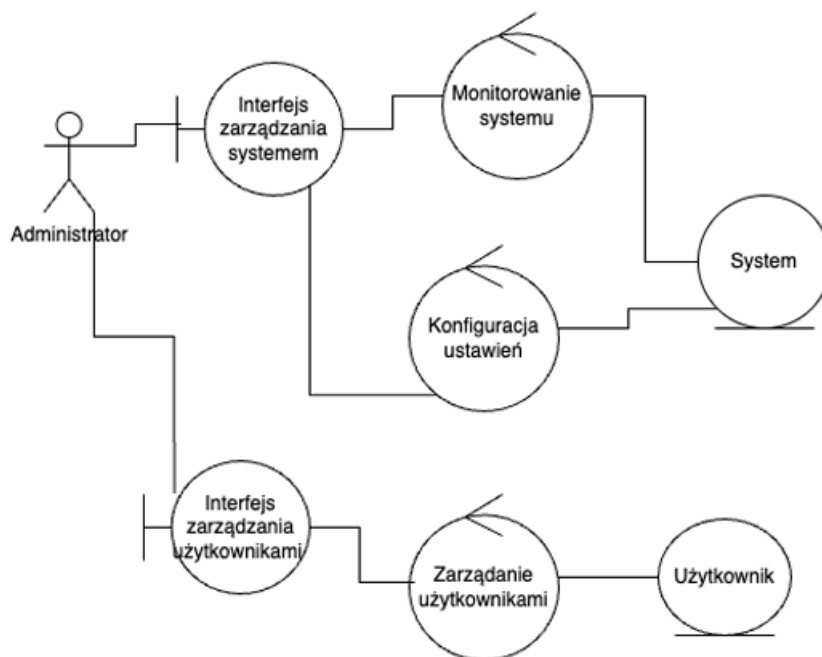 Interfejs
zarządzania
systemem
Monitorowanie
systemu
Administrator
System
Konfiguracja
ustawień
Interfejs
zarządzania
użytkownikami
Zarządanie
użytkownikami
Użytkownik